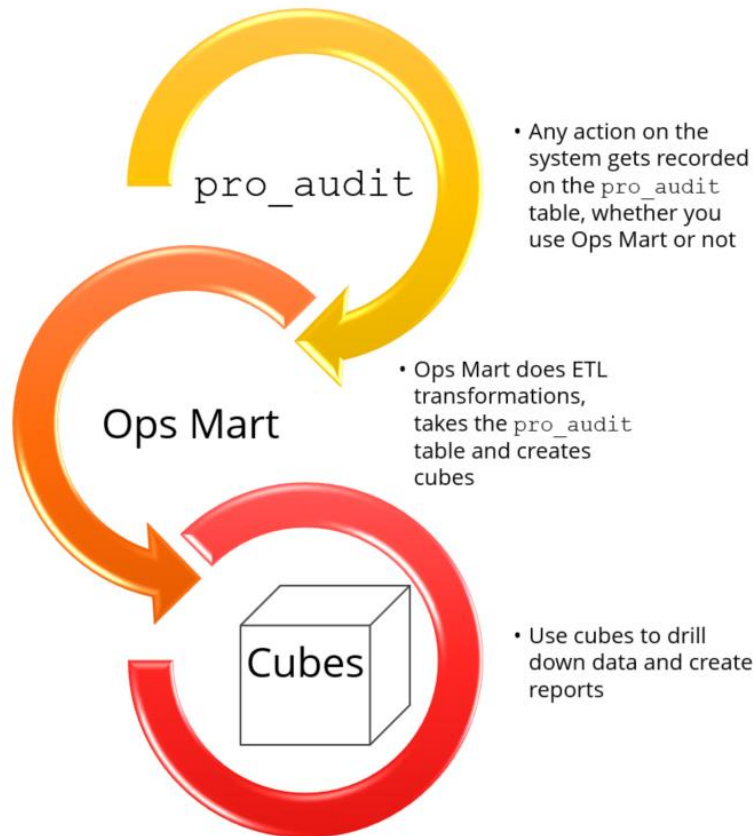 pro_audit
• Any action on the
system gets recorded
on the pro_audit
table, whether you
use Ops Mart or not
Ops Mart
• Ops Mart does ETL
transformations,
takes the pro_audit
table and creates
cubes
Cubes
• Use cubes to drill
down data and create
reports